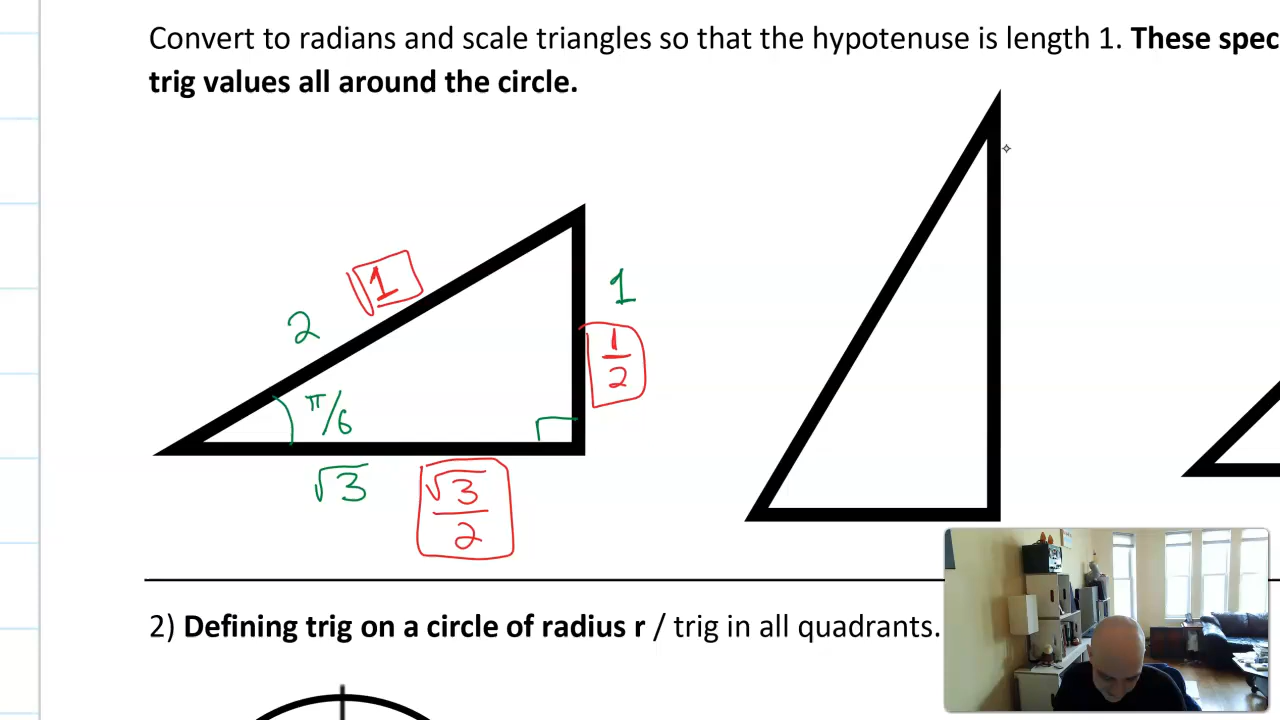 Convert to radians and scale triangles so that the hypotenuse is length 1. These spec
trig values all around the circle.
1
2
1
1/2
π/6
√3
√3/2
2) Defining trig on a circle of radius r / trig in all quadrants.